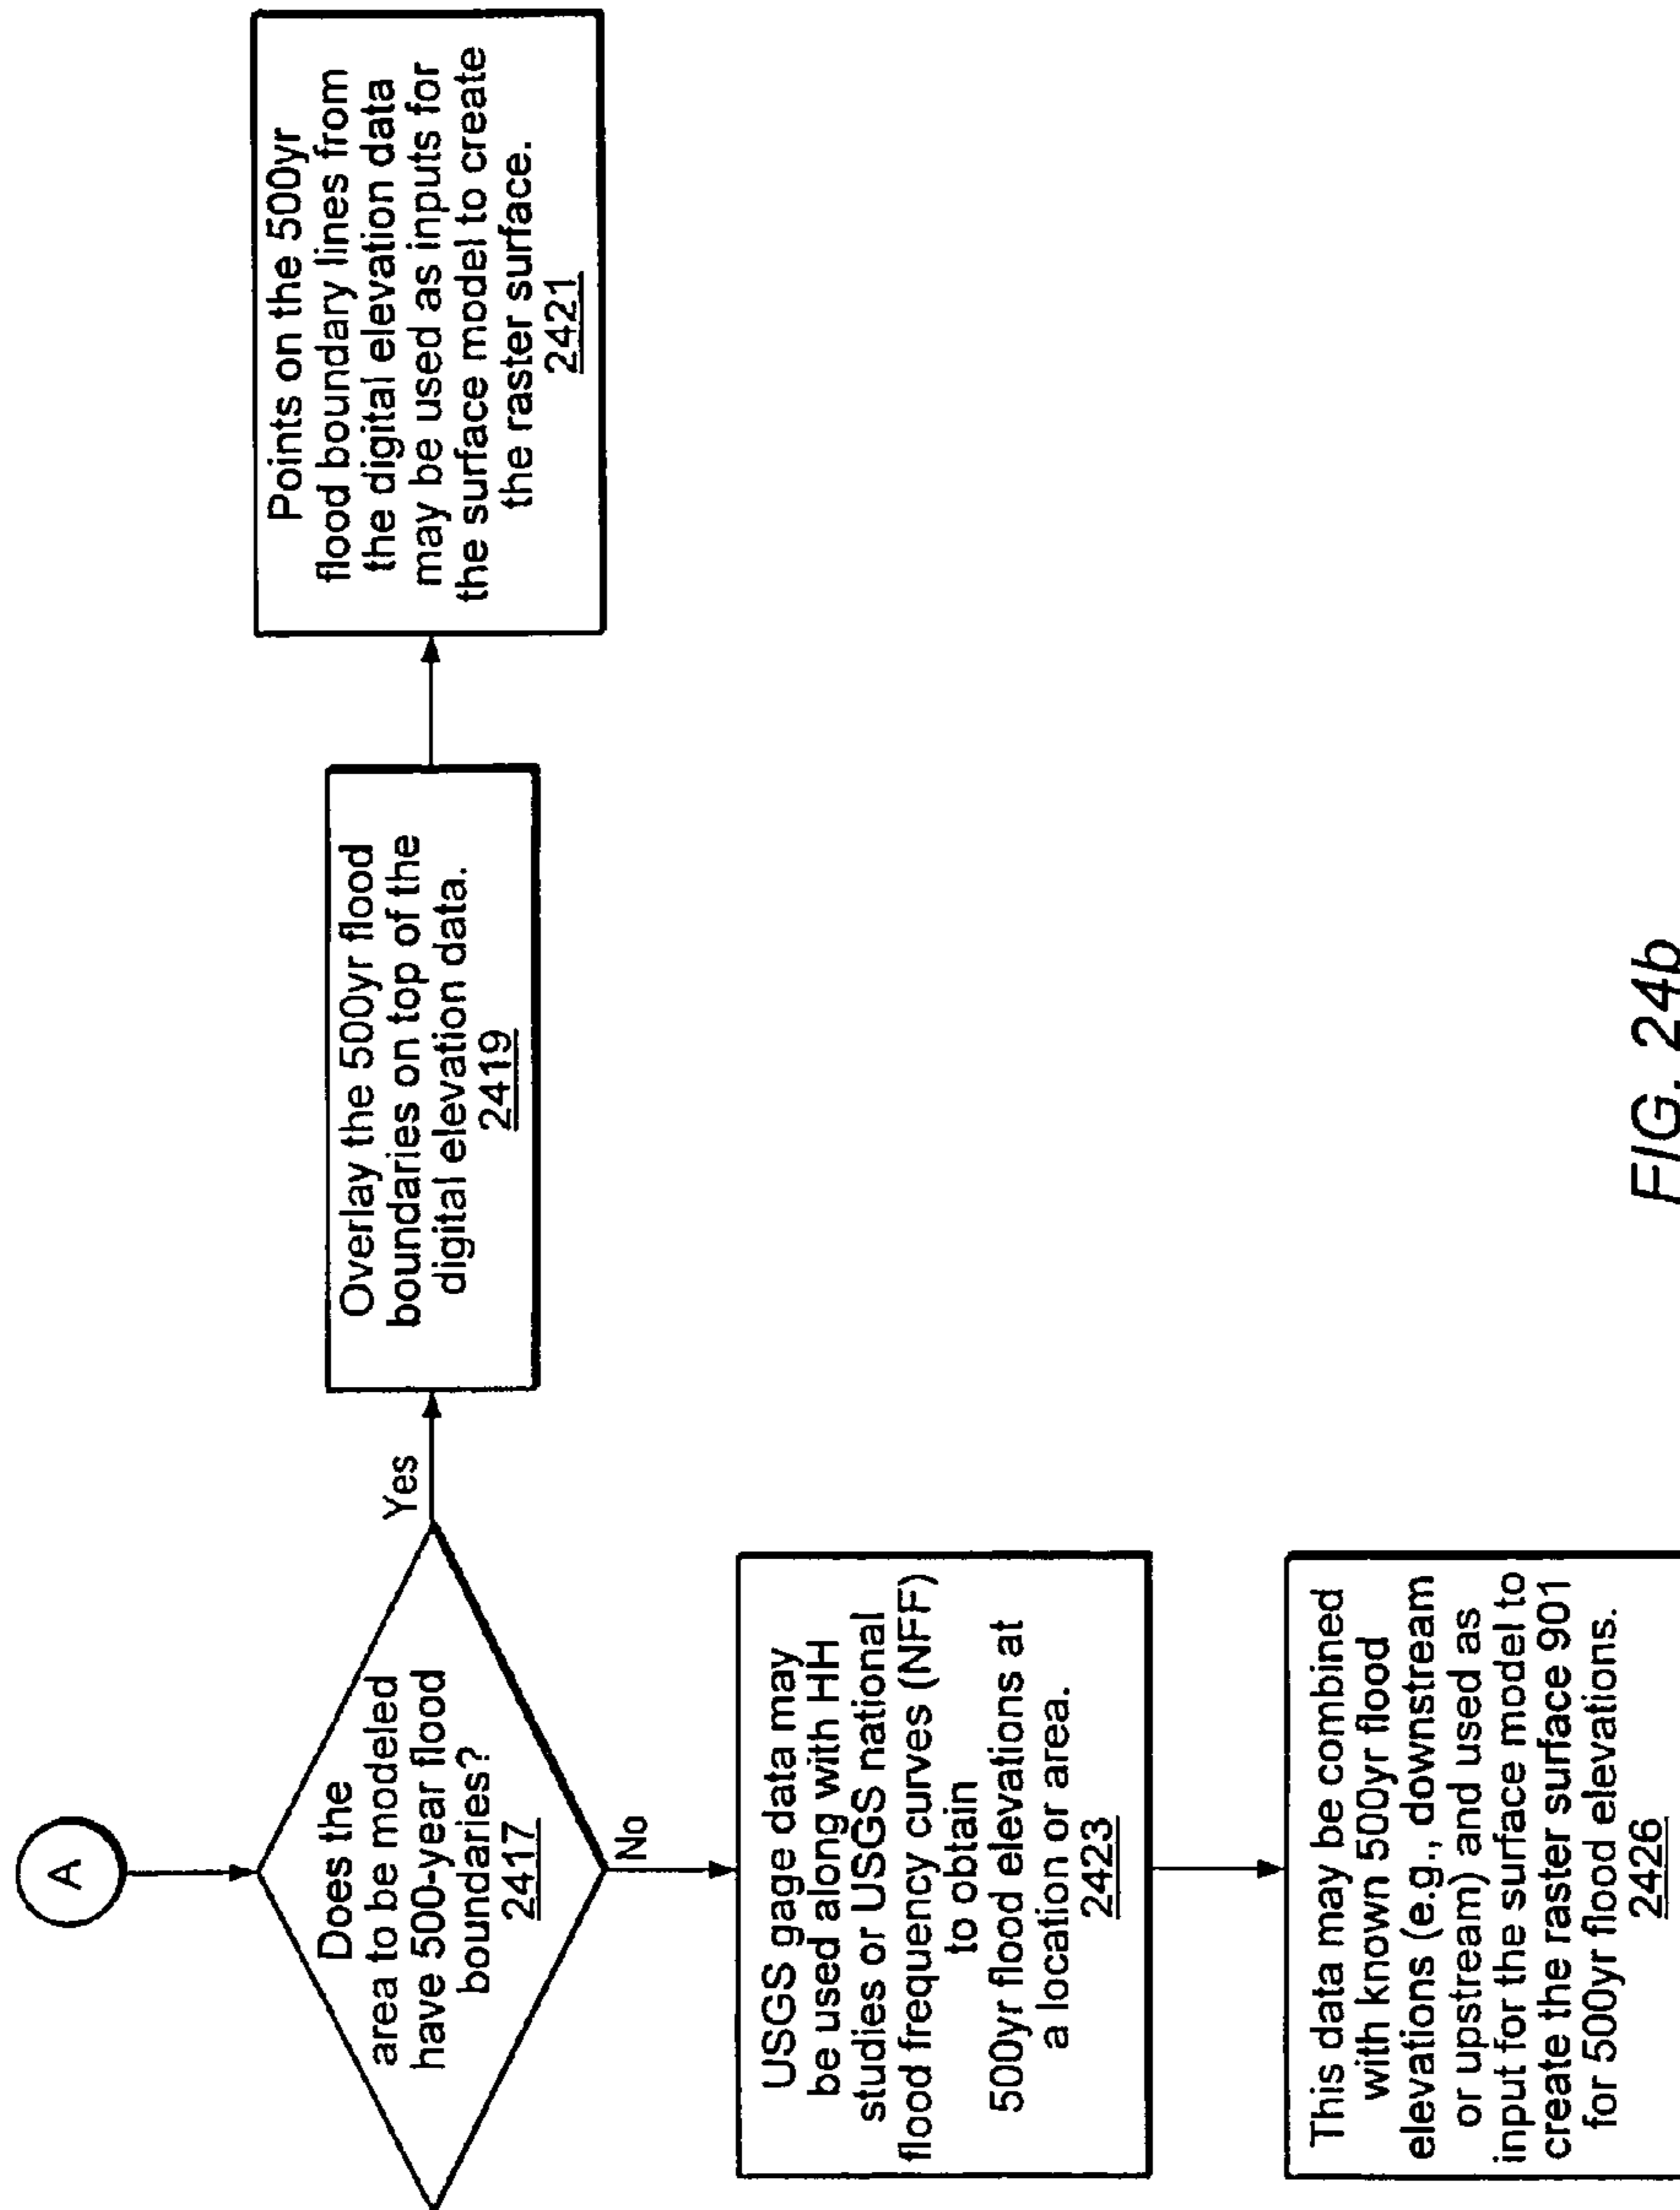 A
Does the
area to be modeled
have 500-year flood
boundaries?
2417
Yes
No
Overlay the 500yr flood
boundaries on top of the
digital elevation data.
2419
Points on the 500yr
flood boundary lines from
the digital elevation data
may be used as inputs for
the surface model to create
the raster surface.
2421
USGS gage data may
be used along with HH
studies or USGS national
flood frequency curves (NFF)
to obtain
500yr flood elevations at
a location or area.
2423
This data may be combined
with known 500yr flood
elevations (e.g., downstream
or upstream) and used as
input for the surface model to
create the raster surface 901
for 500yr flood elevations.
2426
FIG. 24b